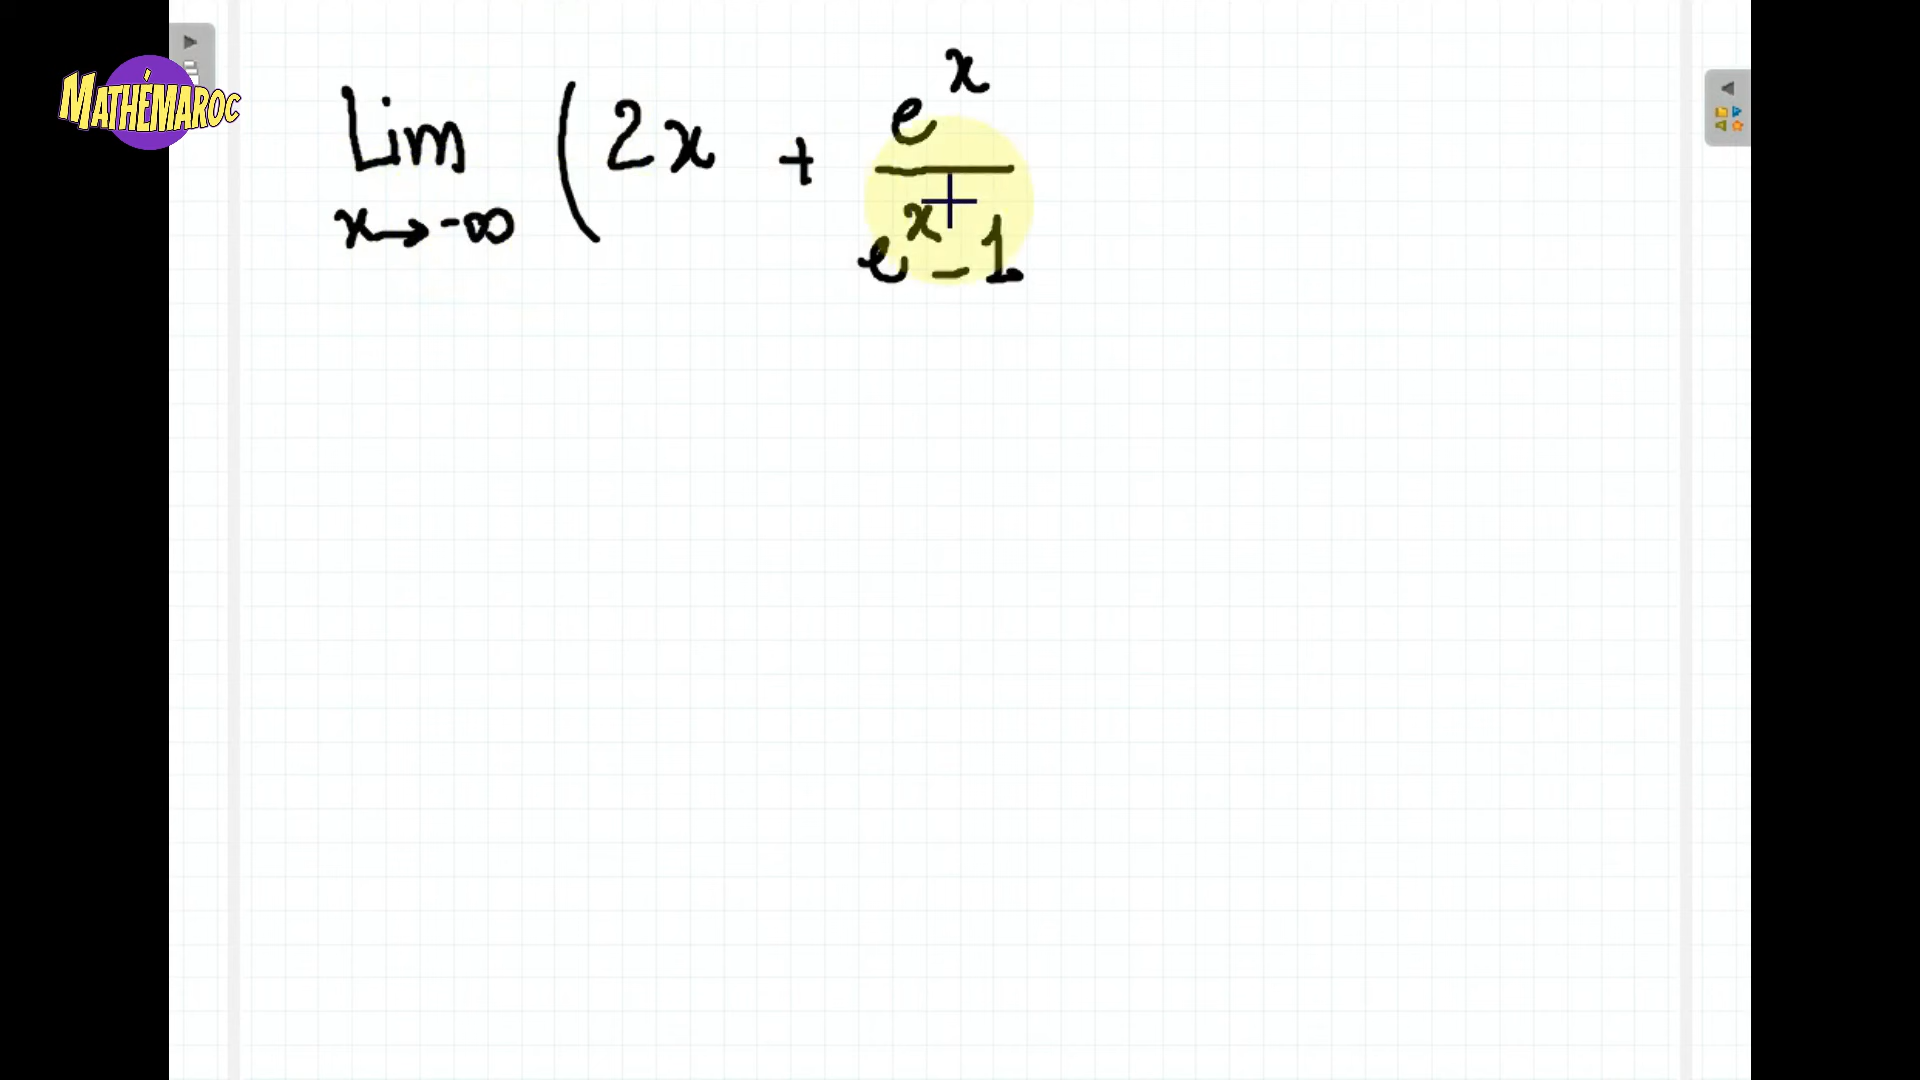 MATHÉMAROC
Lim ( 2x + e^x / e^x - 1
x → -∞